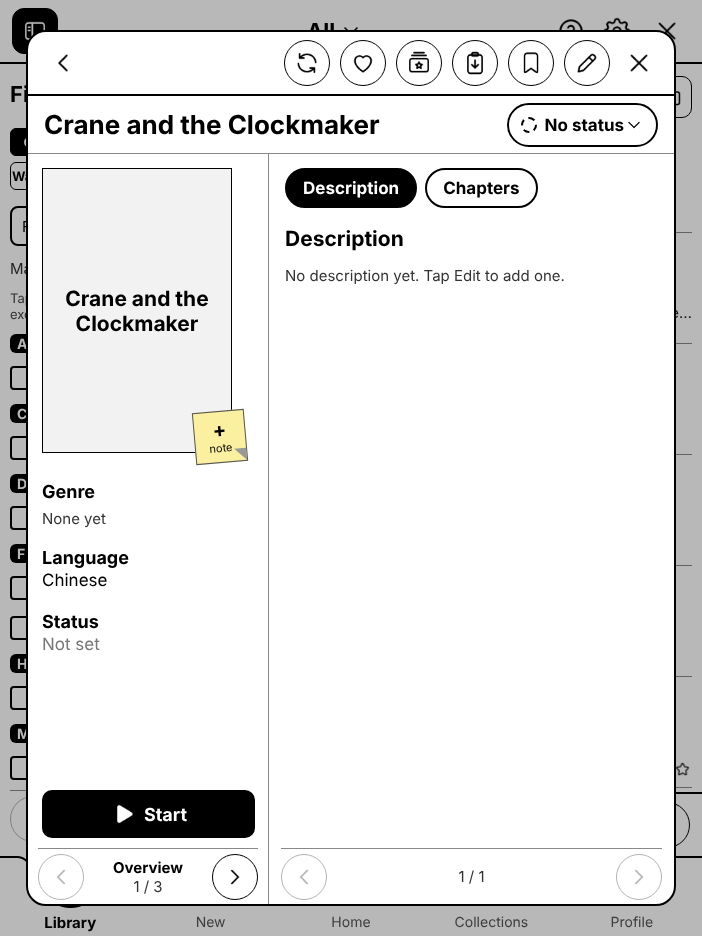 All
Crane and the Clockmaker
No status
Crane and the
Clockmaker
+
note
Genre
None yet
Language
Chinese
Status
Not set
Start
Overview
1 / 3
Description
Chapters
Description
No description yet. Tap Edit to add one.
1 / 1
A
C
D
F
H
M
Library
New
Home
Collections
Profile